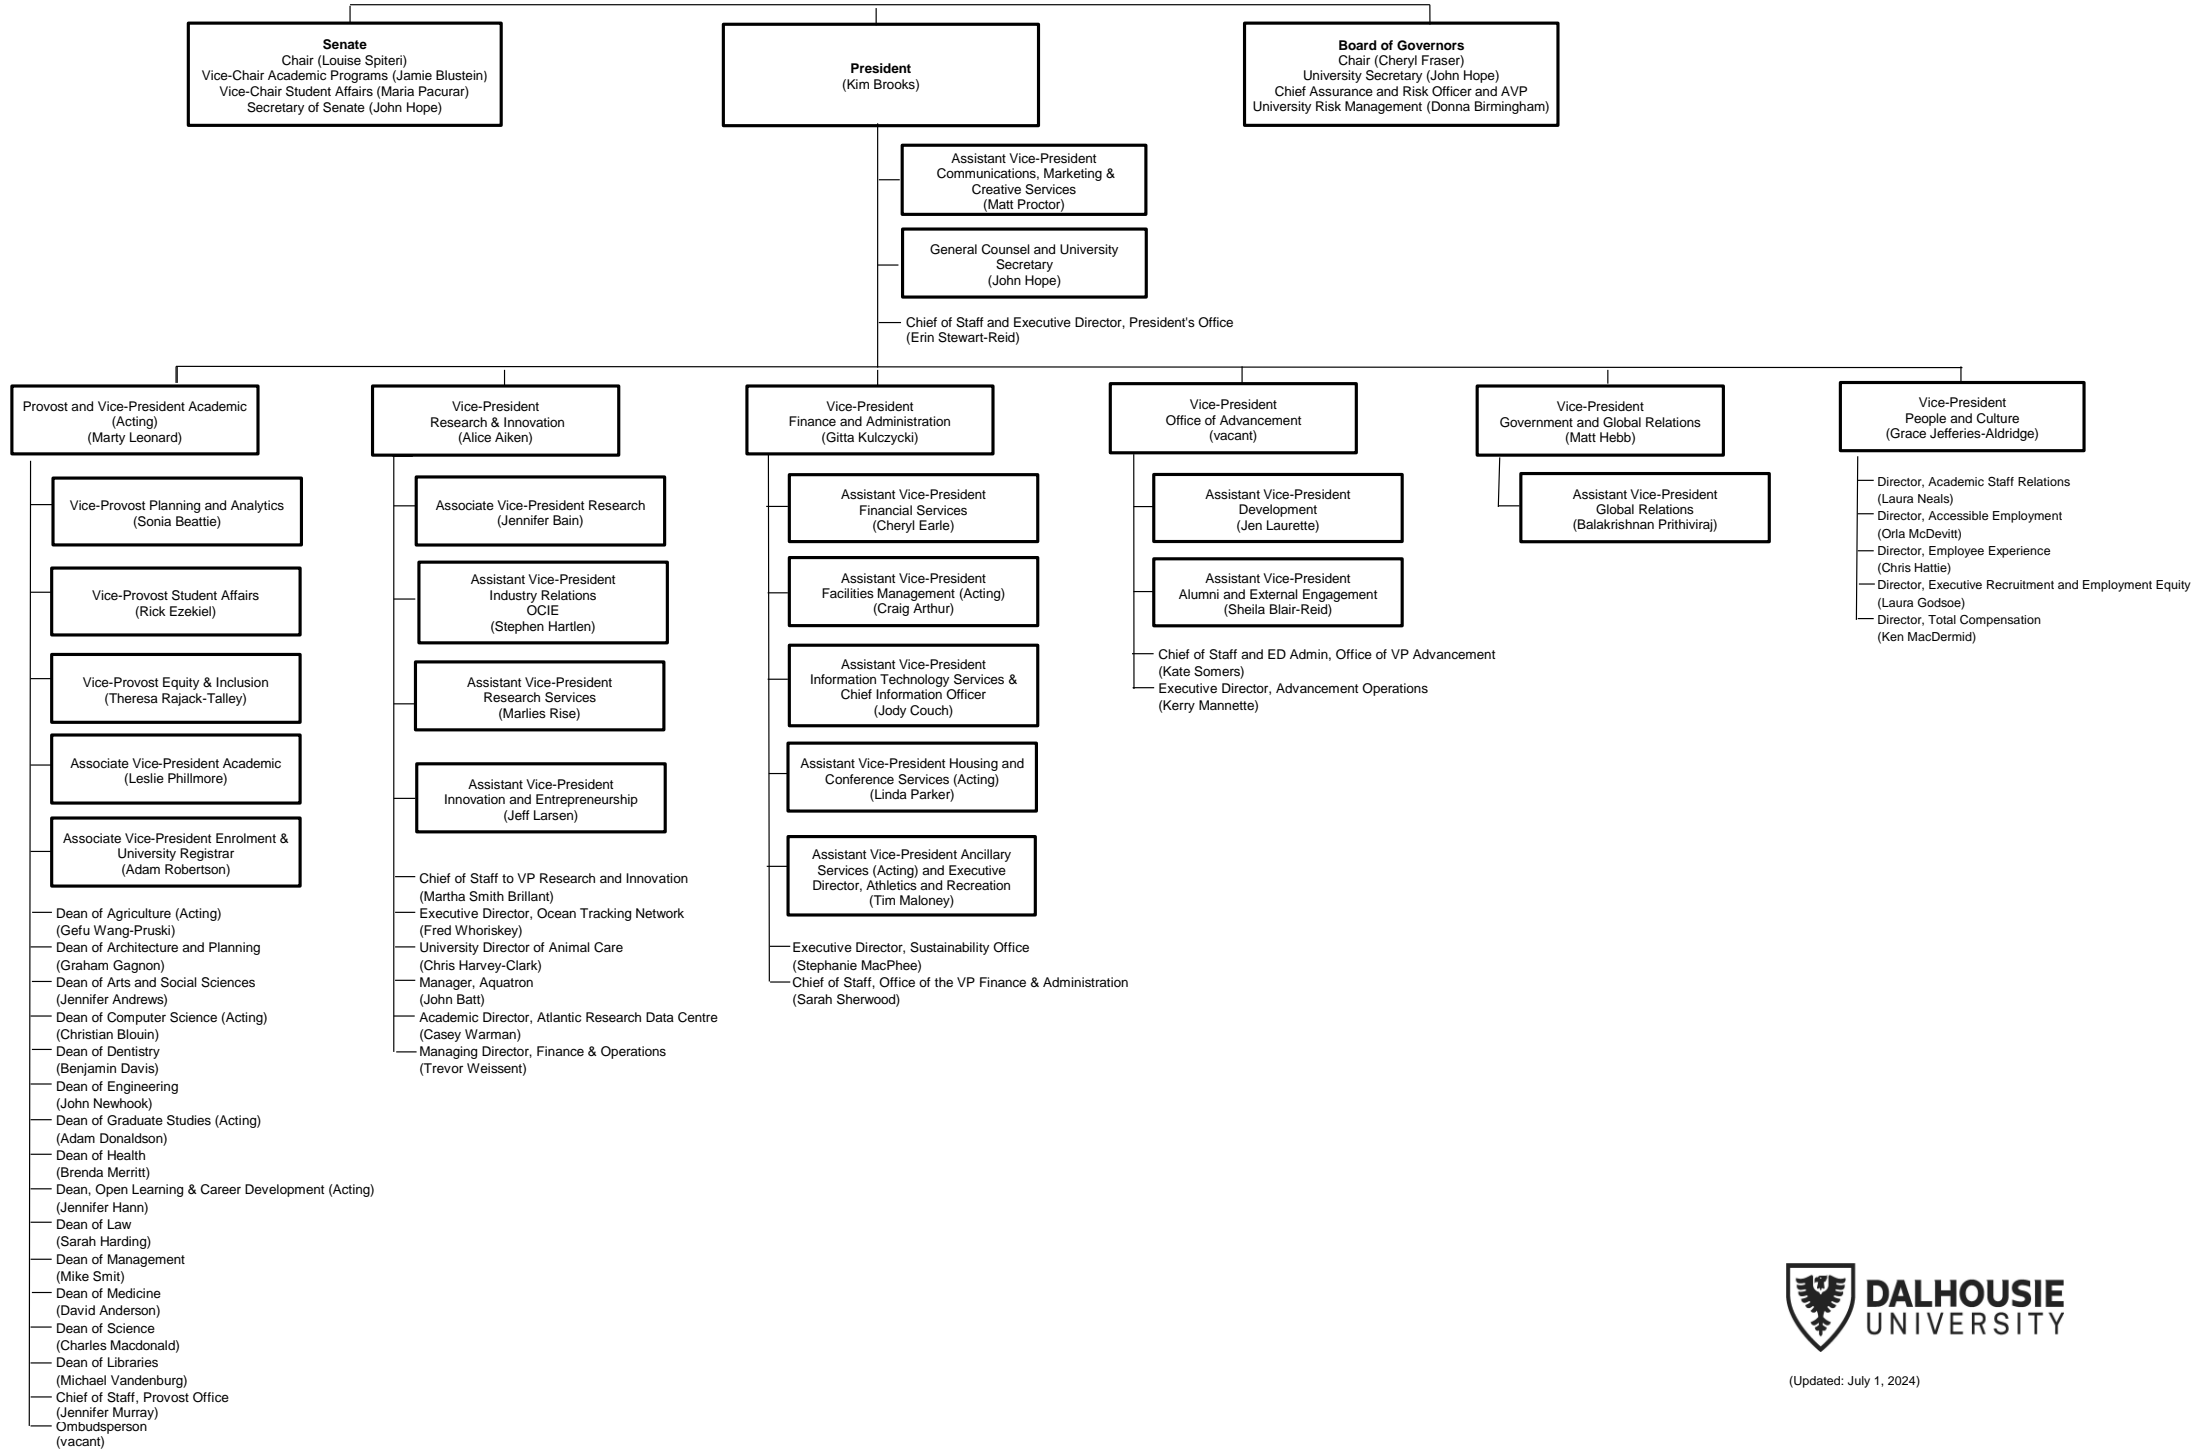 Senate
Chair (Louise Spiteri)
Vice-Chair Academic Programs (Jamie Blustein)
Vice-Chair Student Affairs (Maria Pacurar)
Secretary of Senate (John Hope)
President
(Kim Brooks)
Board of Governors
Chair (Cheryl Fraser)
University Secretary (John Hope)
Chief Assurance and Risk Officer and AVP
University Risk Management (Donna Birmingham)
Assistant Vice-President
Communications, Marketing &
Creative Services
(Matt Proctor)
General Counsel and University
Secretary
(John Hope)
Chief of Staff and Executive Director, President's Office
(Erin Stewart-Reid)
Provost and Vice-President Academic
(Acting)
(Marty Leonard)
Vice-Provost Planning and Analytics
(Sonia Beattie)
Vice-Provost Student Affairs
(Rick Ezekiel)
Vice-Provost Equity & Inclusion
(Theresa Rajack-Talley)
Associate Vice-President Academic
(Leslie Phillmore)
Associate Vice-President Enrolment &
University Registrar
(Adam Robertson)
Dean of Agriculture (Acting)
(Gefu Wang-Pruski)
Dean of Architecture and Planning
(Graham Gagnon)
Dean of Arts and Social Sciences
(Jennifer Andrews)
Dean of Computer Science (Acting)
(Christian Blouin)
Dean of Dentistry
(Benjamin Davis)
Dean of Engineering
(John Newhook)
Dean of Graduate Studies (Acting)
(Adam Donaldson)
Dean of Health
(Brenda Merritt)
Dean, Open Learning & Career Development (Acting)
(Jennifer Hann)
Dean of Law
(Sarah Harding)
Dean of Management
(Mike Smit)
Dean of Medicine
(David Anderson)
Dean of Science
(Charles Macdonald)
Dean of Libraries
(Michael Vandenburg)
Chief of Staff, Provost Office
(Jennifer Murray)
Ombudsperson
(vacant)
Vice-President
Research & Innovation
(Alice Aiken)
Associate Vice-President Research
(Jennifer Bain)
Assistant Vice-President
Industry Relations
OCIE
(Stephen Hartlen)
Assistant Vice-President
Research Services
(Marlies Rise)
Assistant Vice-President
Innovation and Entrepreneurship
(Jeff Larsen)
Chief of Staff to VP Research and Innovation
(Martha Smith Brillant)
Executive Director, Ocean Tracking Network
(Fred Whoriskey)
University Director of Animal Care
(Chris Harvey-Clark)
Manager, Aquatron
(John Batt)
Academic Director, Atlantic Research Data Centre
(Casey Warman)
Managing Director, Finance & Operations
(Trevor Weissent)
Vice-President
Finance and Administration
(Gitta Kulczycki)
Assistant Vice-President
Financial Services
(Cheryl Earle)
Assistant Vice-President
Facilities Management (Acting)
(Craig Arthur)
Assistant Vice-President
Information Technology Services &
Chief Information Officer
(Jody Couch)
Assistant Vice-President Housing and
Conference Services (Acting)
(Linda Parker)
Assistant Vice-President Ancillary
Services (Acting) and Executive
Director, Athletics and Recreation
(Tim Maloney)
Executive Director, Sustainability Office
(Stephanie MacPhee)
Chief of Staff, Office of the VP Finance & Administration
(Sarah Sherwood)
Vice-President
Office of Advancement
(vacant)
Assistant Vice-President
Development
(Jen Laurette)
Assistant Vice-President
Alumni and External Engagement
(Sheila Blair-Reid)
Chief of Staff and ED Admin, Office of VP Advancement
(Kate Somers)
Executive Director, Advancement Operations
(Kerry Mannette)
Vice-President
Government and Global Relations
(Matt Hebb)
Assistant Vice-President
Global Relations
(Balakrishnan Prithiviraj)
Vice-President
People and Culture
(Grace Jefferies-Aldridge)
Director, Academic Staff Relations
(Laura Neals)
Director, Accessible Employment
(Orla McDevitt)
Director, Employee Experience
(Chris Hattie)
Director, Executive Recruitment and Employment Equity
(Laura Godsoe)
Director, Total Compensation
(Ken MacDermid)
DALHOUSIE
UNIVERSITY
(Updated: July 1, 2024)